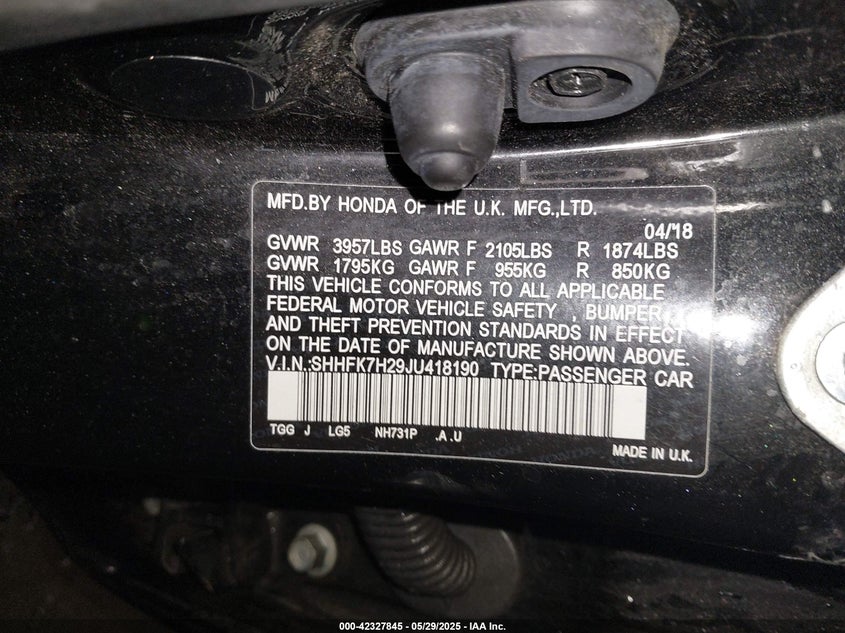 MFD.BY HONDA OF THE U.K. MFG.,LTD.
04/'18
GVWR 3957LBS GAWR F 2105LBS R 1874LBS
GVWR 1795KG GAWR F 955KG R 850KG
THIS VEHICLE CONFORMS TO ALL APPLICABLE
FEDERAL MOTOR VEHICLE SAFETY , BUMPER ,
AND THEFT PREVENTION STANDARDS IN EFFECT
ON THE DATE OF MANUFACTURE SHOWN ABOVE.
V.I.N.:SHHFK7H29JU418190 TYPE:PASSENGER CAR
TGG J LG5 NH731P .A .U
MADE IN U.K.
000-42327845 - 05/29/2025 - IAA Inc.